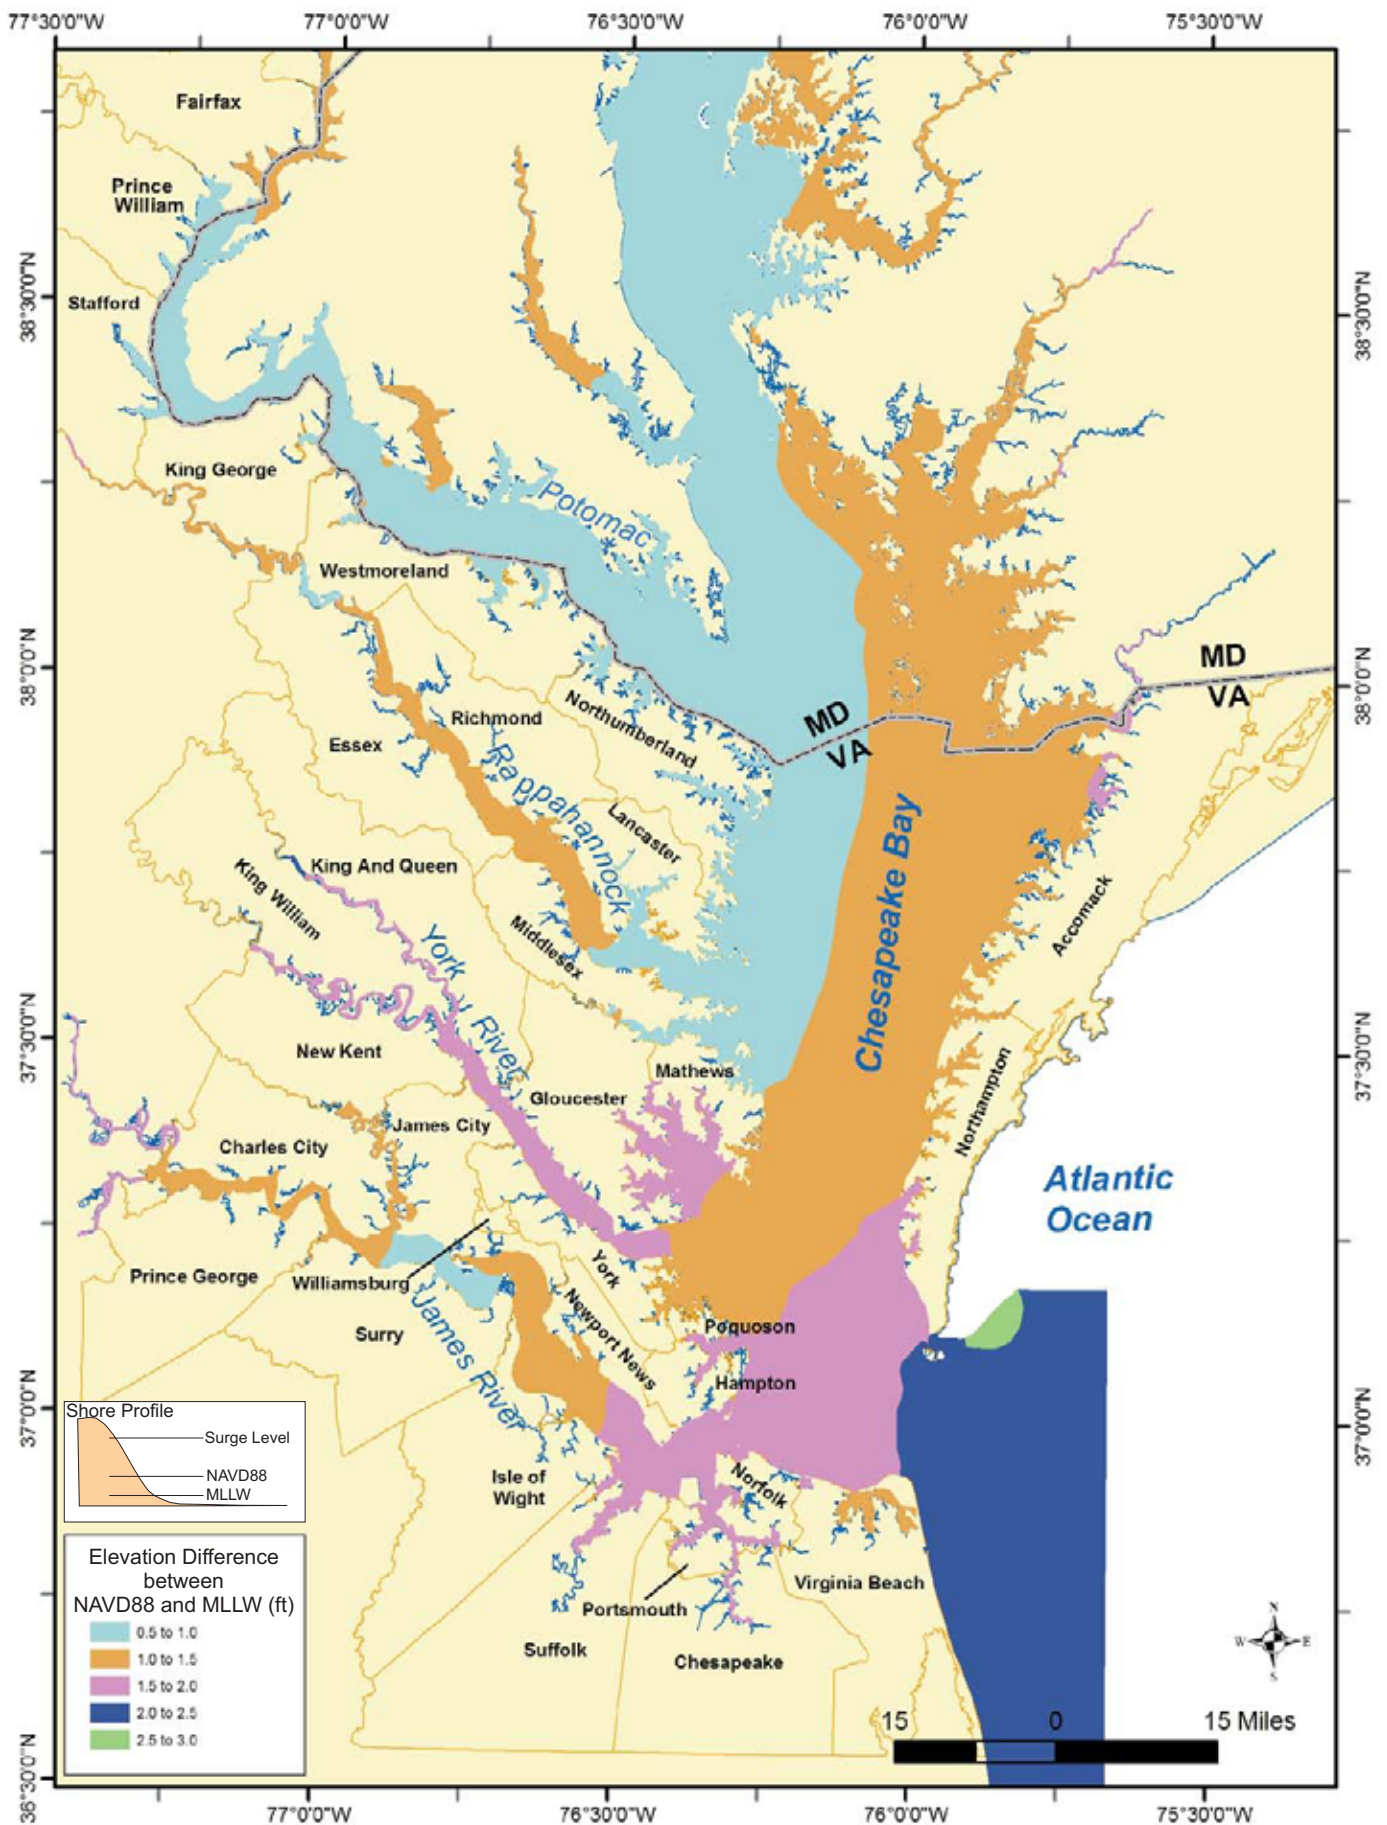 77°30'0"W
77°0'0"W
76°30'0"W
76°0'0"W
75°30'0"W
Fairfax
Prince
William
Stafford
38°30'0"N
38°30'0"N
King George
Potomac
Westmoreland
38°0'0"N
38°0'0"N
MD
VA
Richmond
Northumberland
MD
VA
Essex
Rappahannock
Lancaster
Chesapeake Bay
King And Queen
King William
Accomack
York
River
Middlesex
37°30'0"N
37°30'0"N
New Kent
Mathews
Gloucester
Northampton
James City
Charles City
Atlantic
Ocean
Prince George
Williamsburg
York
James River
Surry
Newport News
Poquoson
Hampton
37°0'0"N
37°0'0"N
Shore Profile
Surge Level
NAVD88
MLLW
Isle of
Wight
Norfolk
Elevation Difference
between
NAVD88 and MLLW (ft)
0.5 to 1.0
1.0 to 1.5
1.5 to 2.0
2.0 to 2.5
2.5 to 3.0
Virginia Beach
Portsmouth
Suffolk
Chesapeake
N
W
E
S
15
0
15 Miles
36°30'0"N
77°0'0"W
76°30'0"W
76°0'0"W
75°30'0"W